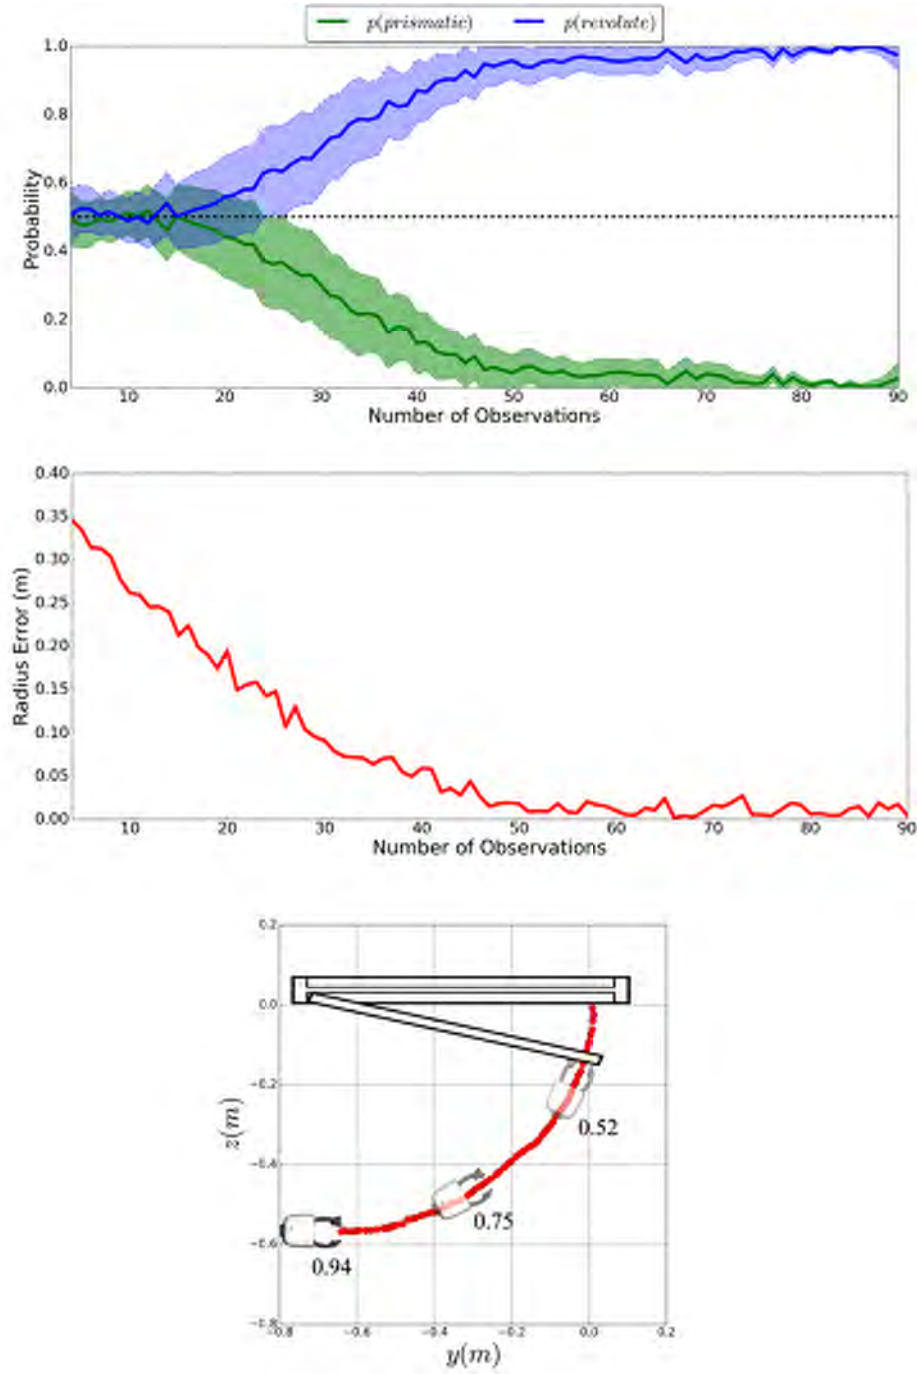 p(prismatic) p(revolute)
1.0
0.8
0.6
0.4
0.2
0.0
Probability
10 20 30 40 50 60 70 80 90
Number of Observations
0.40
0.35
0.30
0.25
0.20
0.15
0.10
0.05
0.00
Radius Error (m)
10 20 30 40 50 60 70 80 90
Number of Observations
0.2
0.0
−0.2
−0.4
−0.6
−0.8
z(m)
0.52
0.75
0.94
−0.8 −0.6 −0.4 −0.2 0.0 0.2
y(m)